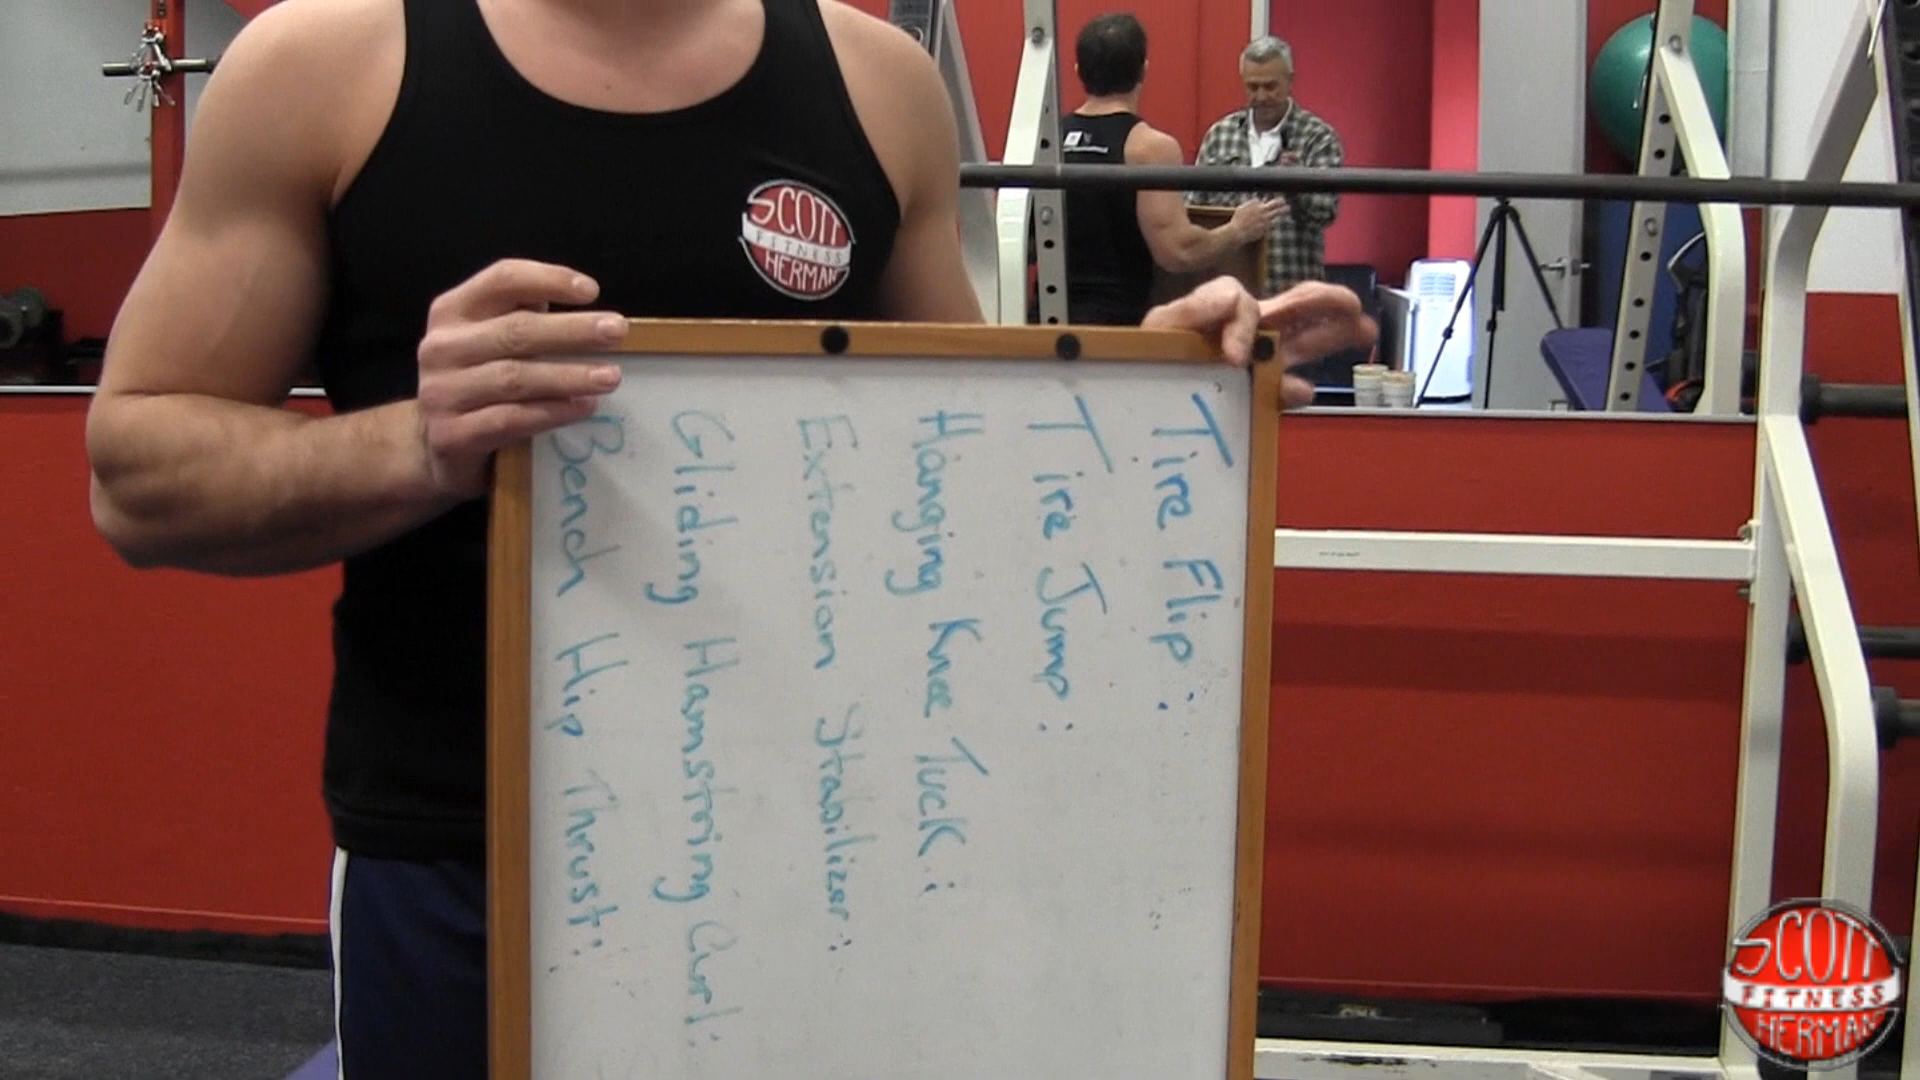 Tire Flip:
Tire Jump:
Hanging Knee Tuck:
Extension Stabilizer:
Gliding Hamstring Curl:
Bench Hip Thrust:
SCOTT
FITNESS
HERMAN
SCOTT
FITNESS
HERMAN